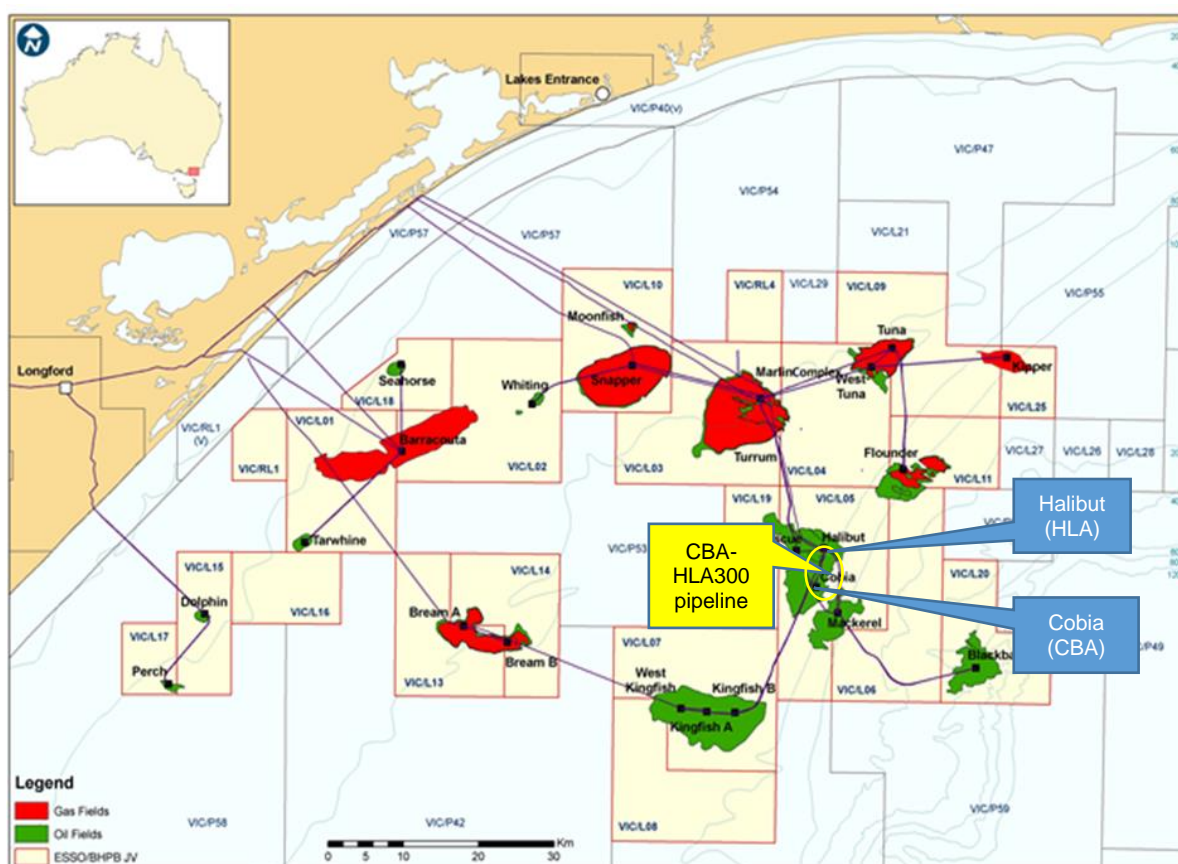 N
Lakes Entrance
VIC/P40(v)
VIC/P47
VIC/P54
VIC/P57
VIC/P57
VIC/L21
VIC/L10
VIC/RL4
VIC/L29
VIC/L09
VIC/P55
Moonfish
Tuna
Longford
Seahorse
Whiting
Snapper
MarlinComplex
West
Tuna
Kipper
VIC/L18
VIC/L25
VIC/RL1
(V)
VIC/L01
Barracouta
VIC/RL1
VIC/L02
VIC/L03
Turrum
VIC/L04
Flounder
VIC/L11
VIC/L27
VIC/L26
VIC/L28
VIC/L19
VIC/L05
Halibut
(HLA)
CBA-
HLA300
pipeline
VIC/P53
Halibut
Cobia
Tarwhine
VIC/L15
VIC/L16
VIC/L14
VIC/L20
Dolphin
Bream A
Mackerel
Cobia
(CBA)
VIC/L17
Bream B
VIC/L07
VIC/P49
Perch
VIC/L13
West
Kingfish
Kingfish B
VIC/L06
Kingfish A
Legend
Gas Fields
Oil Fields
ESSO/BHPB JV
VIC/P58
VIC/P42
VIC/L08
VIC/P59
0 5 10 20 30
Km